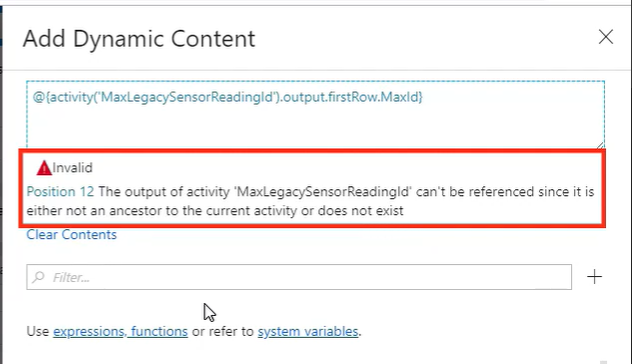 Add Dynamic Content
@{activity('MaxLegacySensorReadingId').output.firstRow.MaxId}
Invalid
Position 12 The output of activity 'MaxLegacySensorReadingId' can't be referenced since it is
either not an ancestor to the current activity or does not exist
Clear Contents
Filter...
Use expressions, functions or refer to system variables.